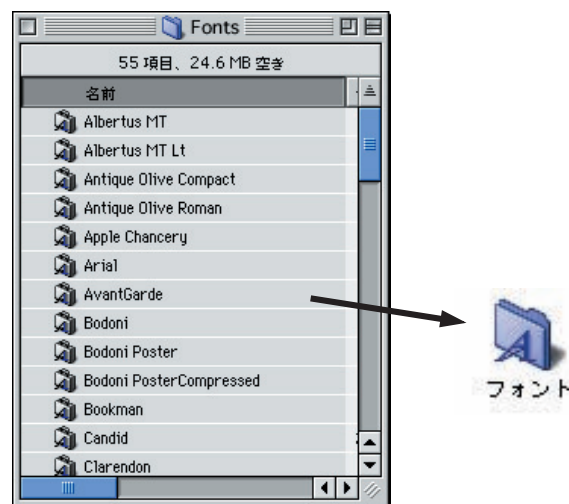 Fonts
55 項目、24.6 MB 空き
名前
Albertus MT
Albertus MT Lt
Antique Olive Compact
Antique Olive Roman
Apple Chancery
Arial
AvantGarde
Bodoni
Bodoni Poster
Bodoni PosterCompressed
Bookman
Candid
Clarendon
フォント